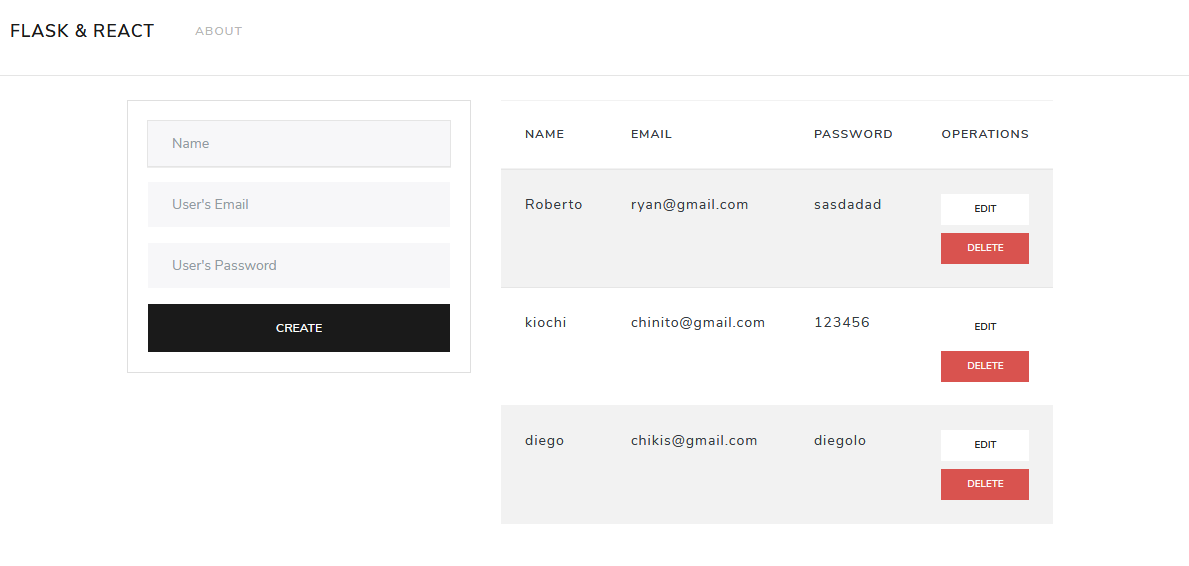 FLASK & REACT ABOUT
Name
User's Email
User's Password
CREATE
NAME EMAIL PASSWORD OPERATIONS
Roberto ryan@gmail.com sasdadad EDIT
DELETE
kiochi chinito@gmail.com 123456 EDIT
DELETE
diego chikis@gmail.com diegolo EDIT
DELETE